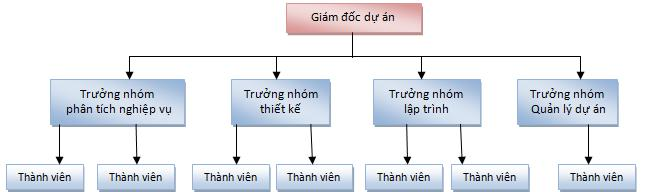 Giám đốc dự án
Trưởng nhóm
phân tích nghiệp vụ
Trưởng nhóm
thiết kế
Trưởng nhóm
lập trình
Trưởng nhóm
Quản lý dự án
Thành viên
Thành viên
Thành viên
Thành viên
Thành viên
Thành viên
Thành viên